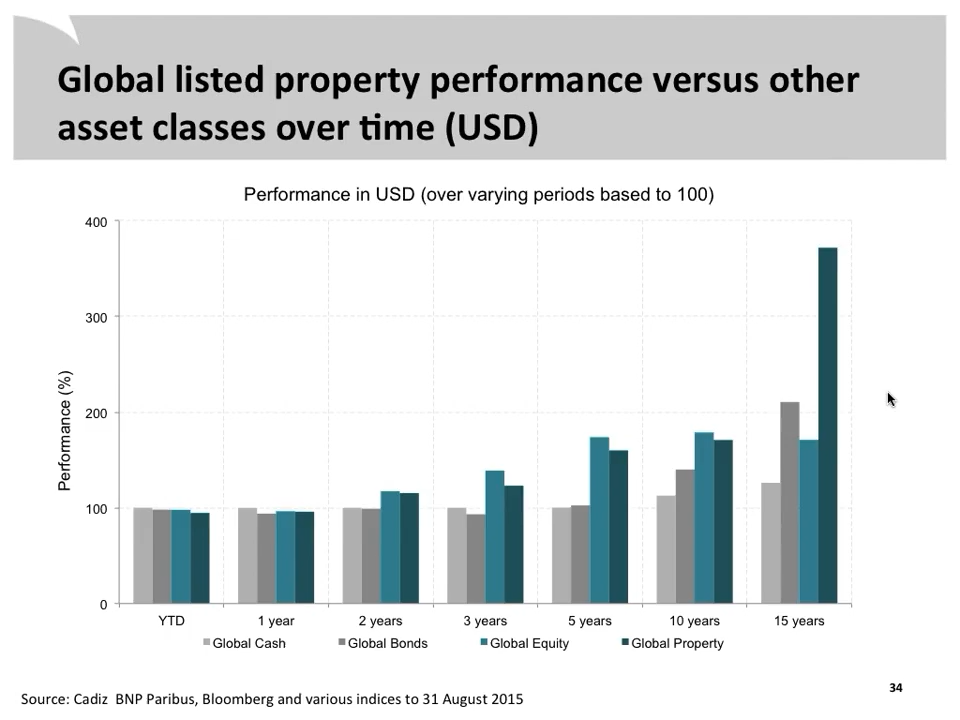 Global listed property performance versus other
asset classes over time (USD)
Performance in USD (over varying periods based to 100)
400
300
200
100
0
Performance (%)
YTD 1 year 2 years 3 years 5 years 10 years 15 years
Global Cash Global Bonds Global Equity Global Property
34
Source: Cadiz BNP Paribus, Bloomberg and various indices to 31 August 2015